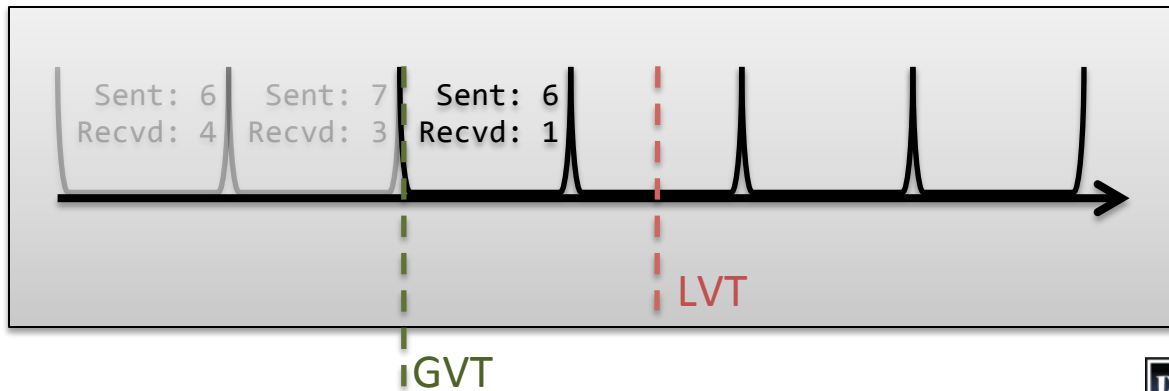 Sent: 6 Sent: 7 Sent: 6
Recvd: 4 Recvd: 3 Recvd: 1
LVT
GVT